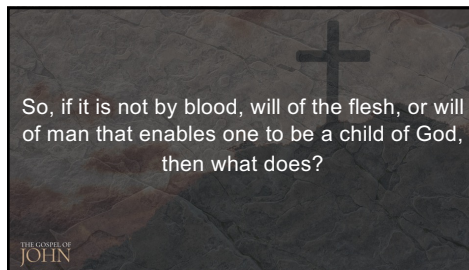 So, if it is not by blood, will of the flesh, or will
of man that enables one to be a child of God,
then what does?
THE GOSPEL OF
JOHN